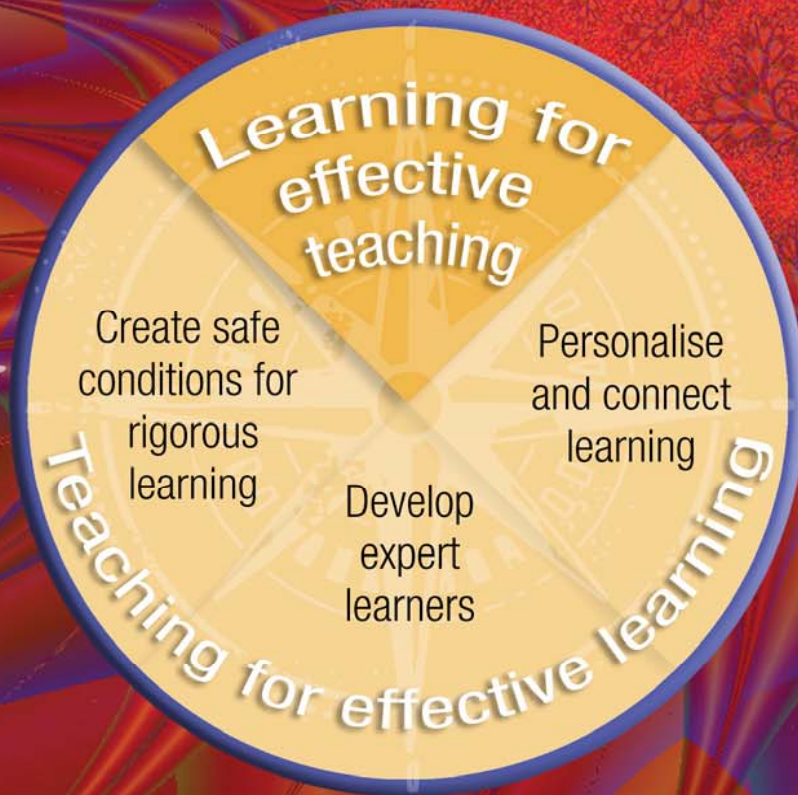 Learning for
effective
teaching
Create safe
conditions for
rigorous
learning
Personalise
and connect
learning
Develop
expert
learners
Teaching for effective learning